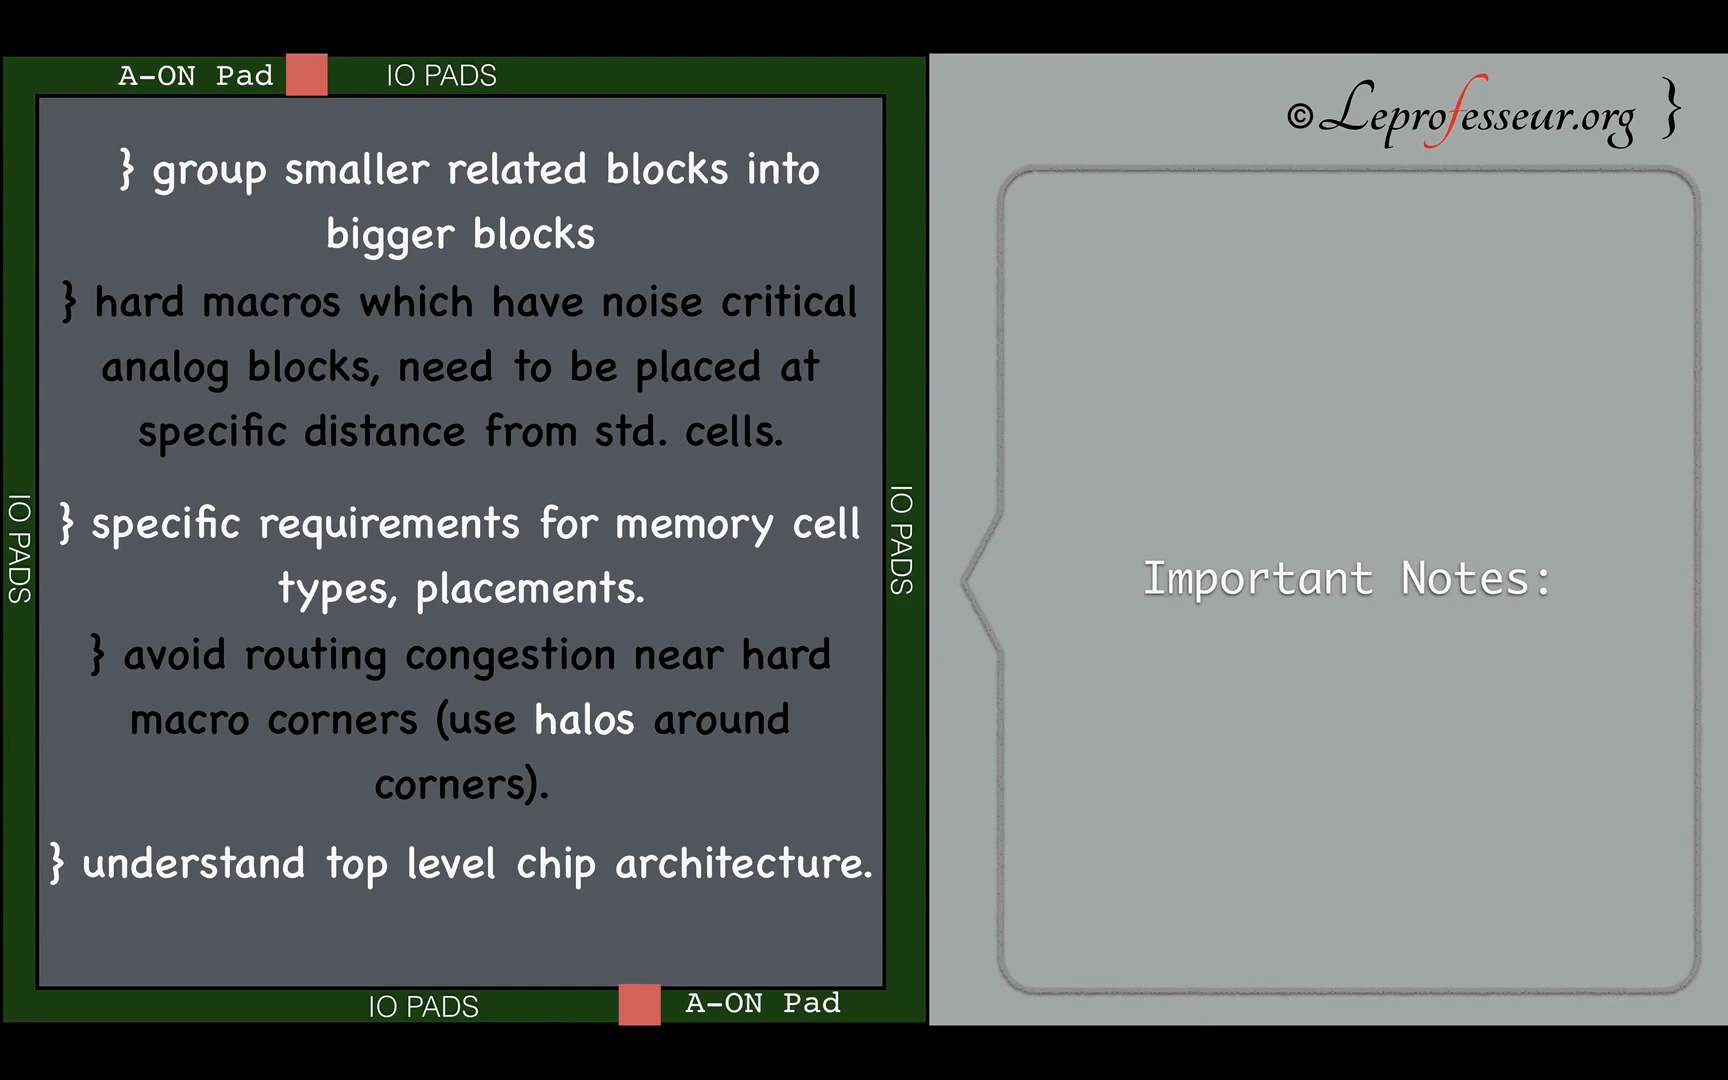 A-ON Pad
IO PADS
} group smaller related blocks into
bigger blocks
} hard macros which have noise critical
analog blocks, need to be placed at
specific distance from std. cells.
} specific requirements for memory cell
types, placements.
} avoid routing congestion near hard
macro corners (use halos around
corners).
} understand top level chip architecture.
IO PADS
IO PADS
IO PADS
A-ON Pad
©Leprofesseur.org }
Important Notes: